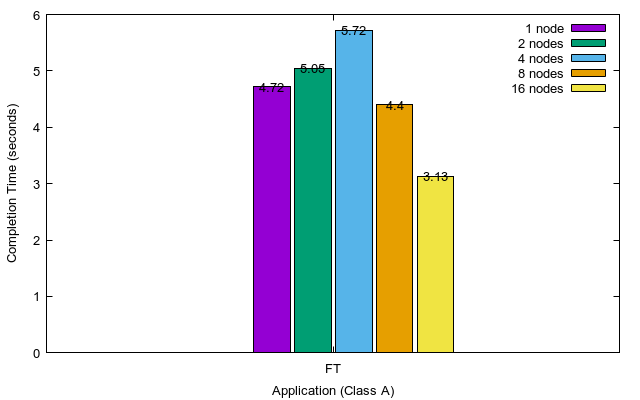 6
5
4
3
2
1
0
Completion Time (seconds)
1 node
2 nodes
4 nodes
8 nodes
16 nodes
4.72
5.05
5.72
4.4
3.13
FT
Application (Class A)